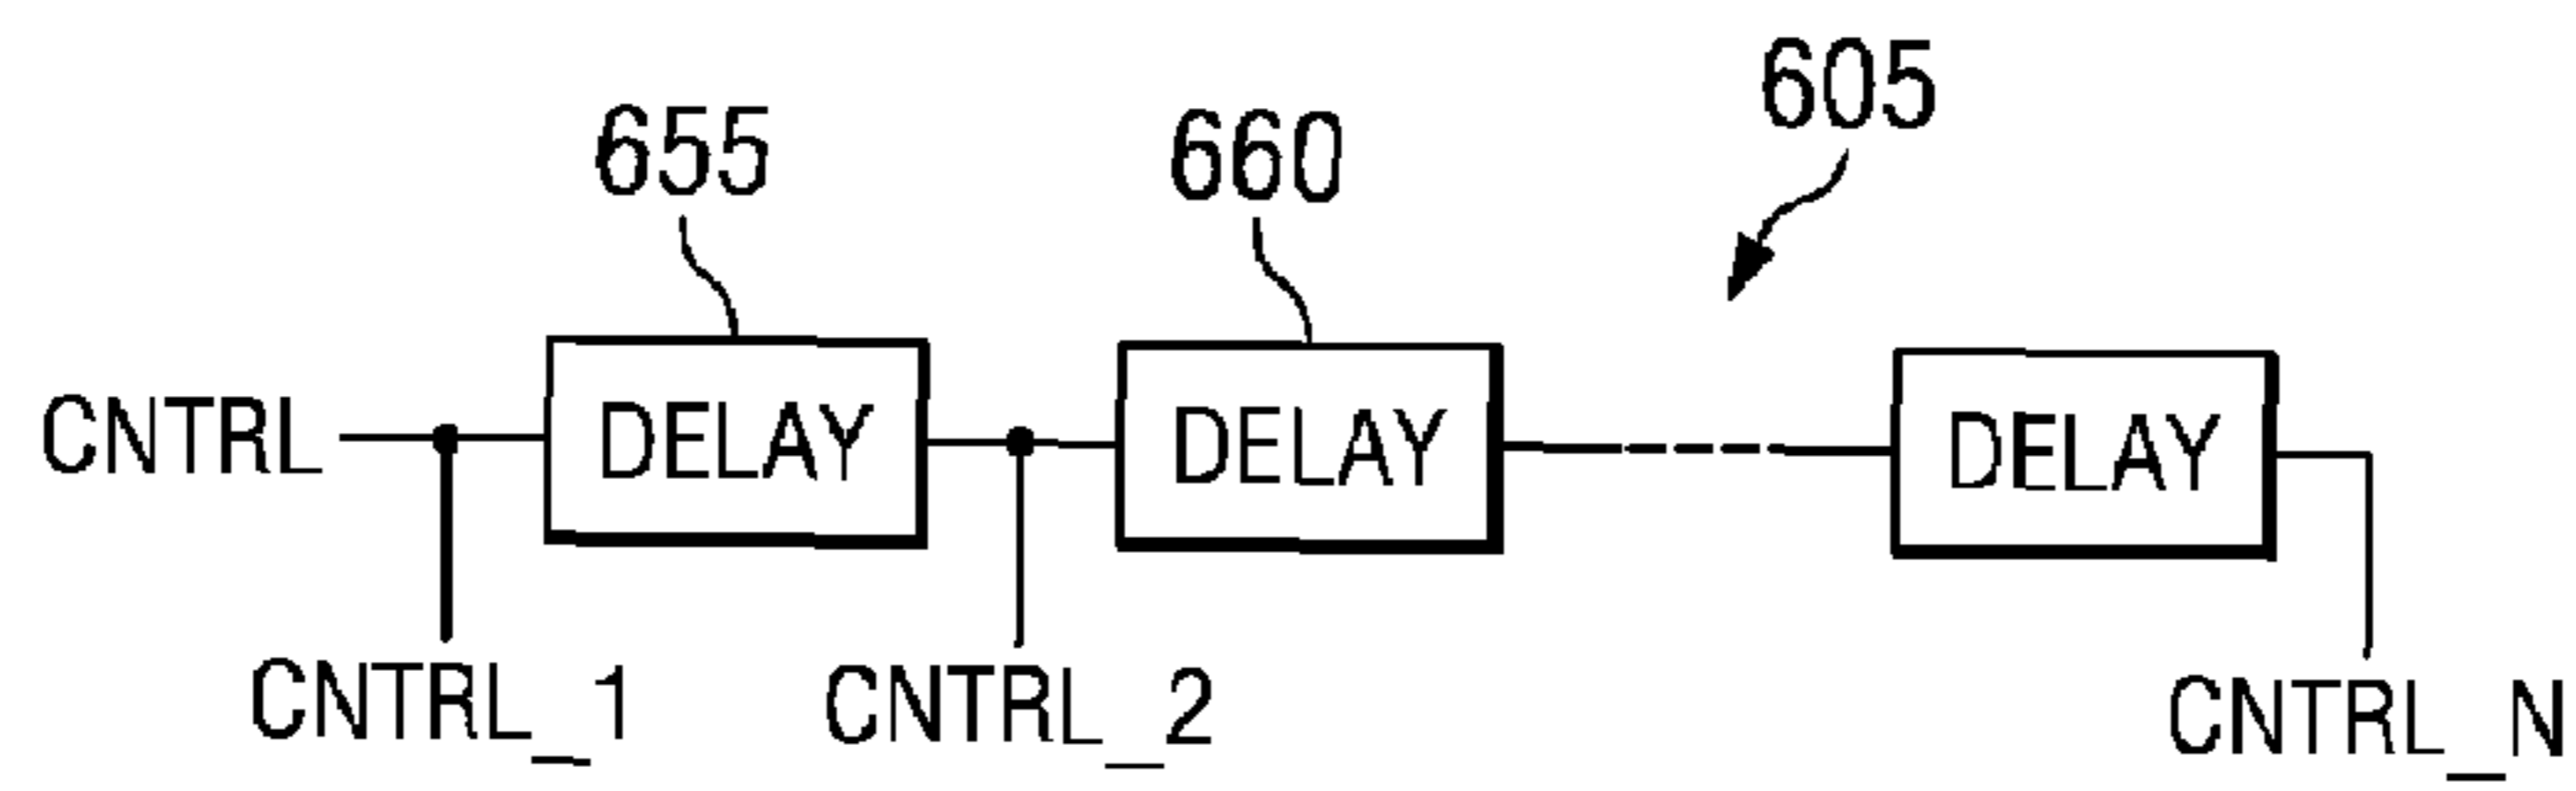 605
655 660
CNTRL DELAY DELAY DELAY
CNTRL_1 CNTRL_2 CNTRL_N